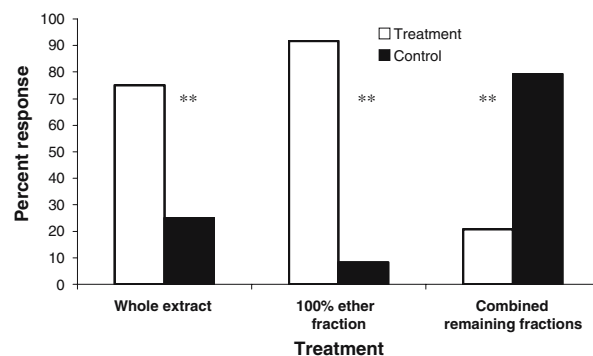 100
90
80
70
60
50
40
30
20
10
0
Percent response
Treatment
Control
**
**
**
Whole extract
100% ether
fraction
Combined
remaining fractions
Treatment